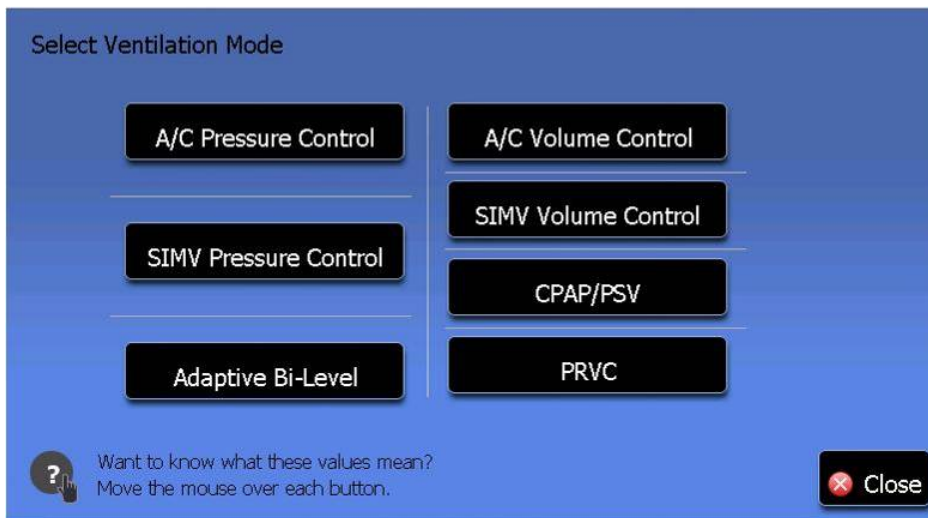 Select Ventilation Mode
A/C Pressure Control
A/C Volume Control
SIMV Volume Control
SIMV Pressure Control
CPAP/PSV
Adaptive Bi-Level
PRVC
?
Want to know what these values mean?
Move the mouse over each button.
Close